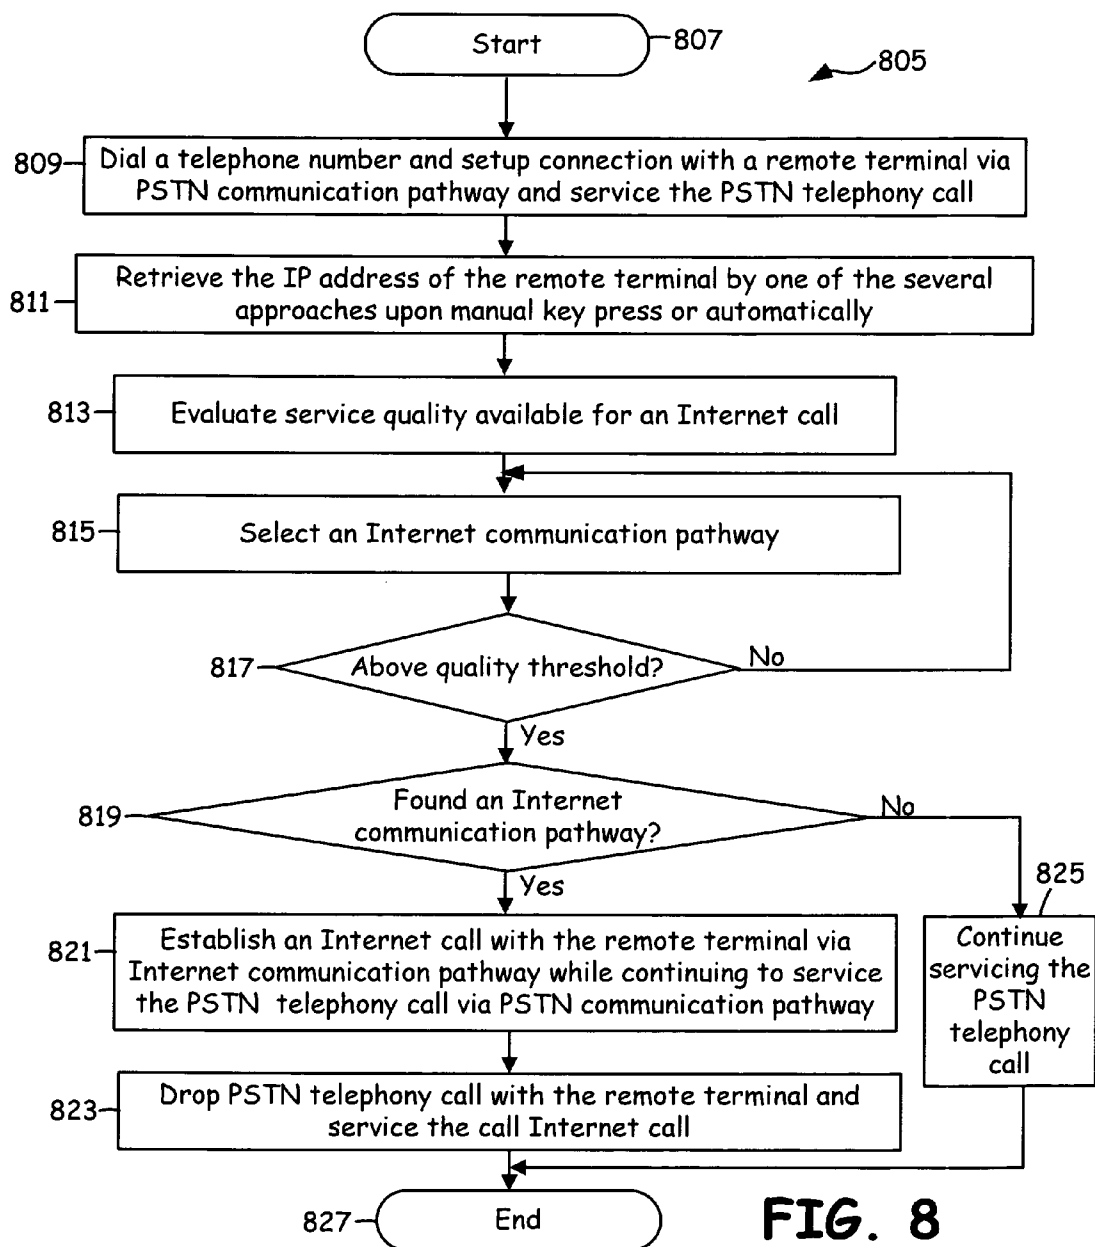 Start
807
805
809
Dial a telephone number and setup connection with a remote terminal via
PSTN communication pathway and service the PSTN telephony call
811
Retrieve the IP address of the remote terminal by one of the several
approaches upon manual key press or automatically
813
Evaluate service quality available for an Internet call
815
Select an Internet communication pathway
817
Above quality threshold?
No
Yes
819
Found an Internet
communication pathway?
No
Yes
825
821
Establish an Internet call with the remote terminal via
Internet communication pathway while continuing to service
the PSTN telephony call via PSTN communication pathway
Continue
servicing the
PSTN
telephony
call
823
Drop PSTN telephony call with the remote terminal and
service the call Internet call
827
End
FIG. 8